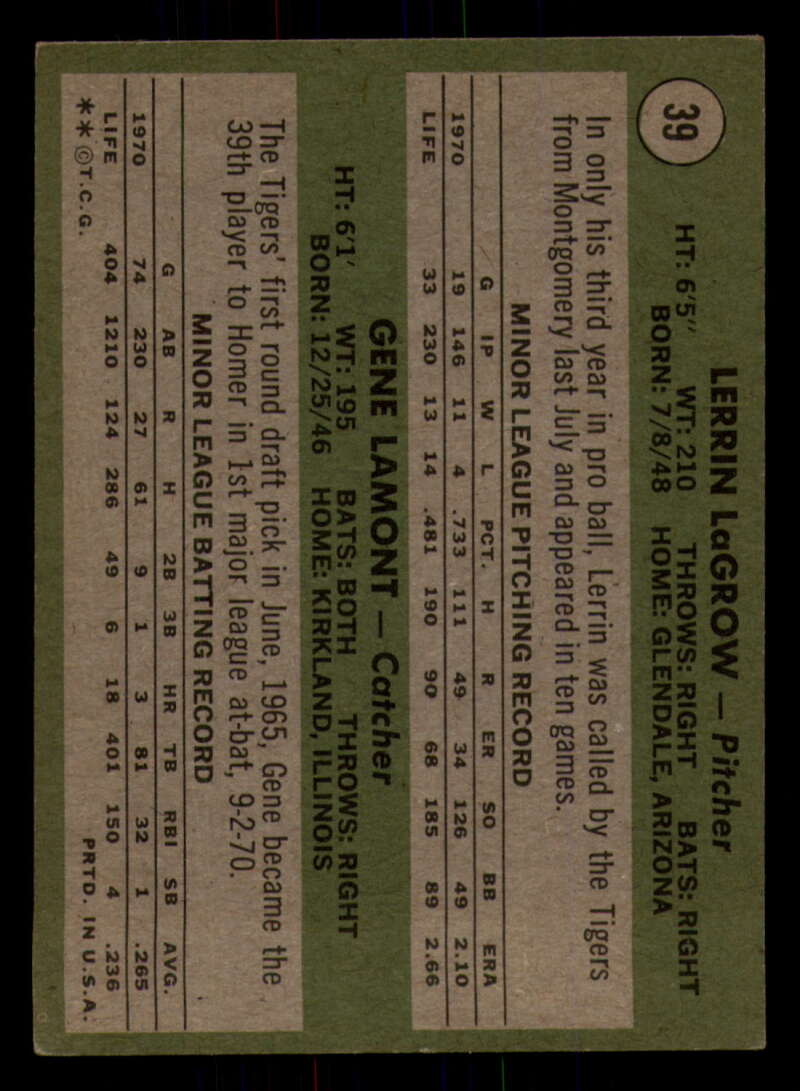 39
LERRIN LaGROW — Pitcher
HT: 6'5" WT: 210 THROWS: RIGHT BATS: RIGHT
BORN: 7/8/48 HOME: GLENDALE, ARIZONA
In only his third year in pro ball, Lerrin was called by the Tigers
from Montgomery last July and appeared in ten games.
MINOR LEAGUE PITCHING RECORD
G IP W L PCT. H R ER SO BB ERA
1970 19 146 11 4 .733 111 49 34 126 49 2.10
LIFE 33 230 13 14 .481 190 90 68 185 89 2.66
GENE LAMONT — Catcher
HT: 6'1' WT: 195 BATS: BOTH THROWS: RIGHT
BORN: 12/25/46 HOME: KIRKLAND, ILLINOIS
The Tigers' first round draft pick in June, 1965, Gene became the
39th player to Homer in 1st major league at-bat, 9-2-70.
MINOR LEAGUE BATTING RECORD
G AB R H 2B 3B HR TB RBI SB AVG.
1970 74 230 27 61 9 1 3 81 32 1 .265
LIFE 404 1210 124 286 49 6 18 401 150 4 .236
**©T.C.G. PRTD. IN U.S.A.